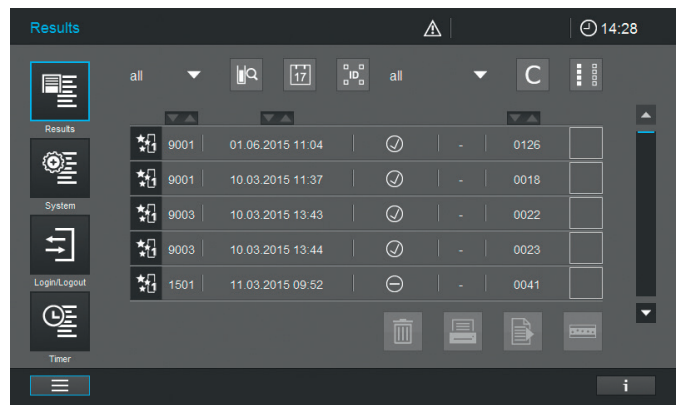 Results
14:28
all
17
ID
all
C
Results
9001 01.06.2015 11:04 - 0126
9001 10.03.2015 11:37 - 0018
System
9003 10.03.2015 13:43 - 0022
9003 10.03.2015 13:44 - 0023
Login/Logout
1501 11.03.2015 09:52 - 0041
Timer
i